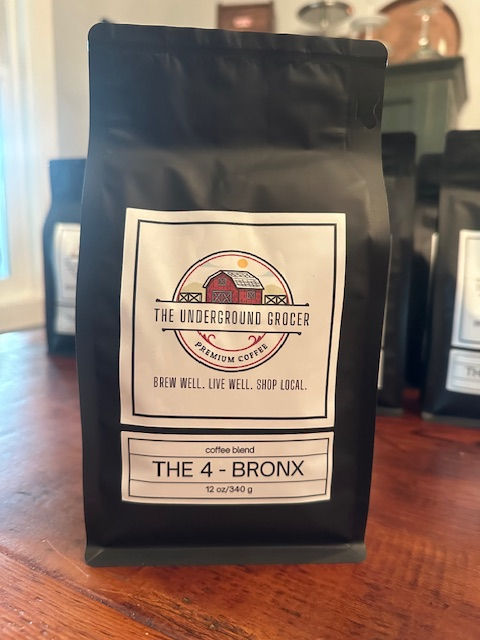 THE UNDERGROUND GROCER
PREMIUM COFFEE
BREW WELL. LIVE WELL. SHOP LOCAL.
coffee blend
THE 4 - BRONX
12 oz/340 g
TH